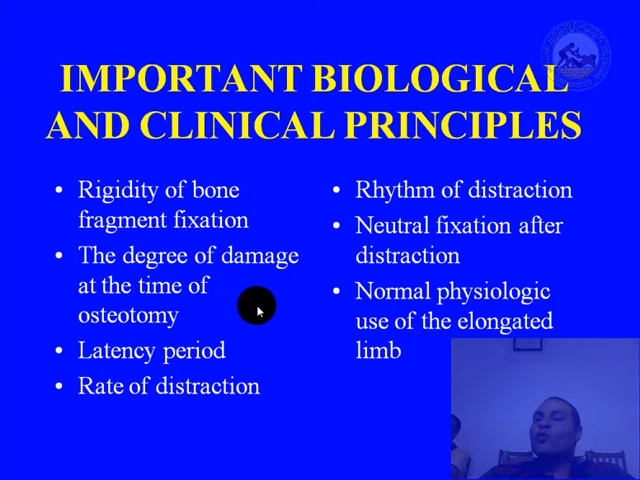 IMPORTANT BIOLOGICAL
AND CLINICAL PRINCIPLES
• Rigidity of bone
fragment fixation
• The degree of damage
at the time of
osteotomy
• Latency period
• Rate of distraction
• Rhythm of distraction
• Neutral fixation after
distraction
• Normal physiologic
use of the elongated
limb